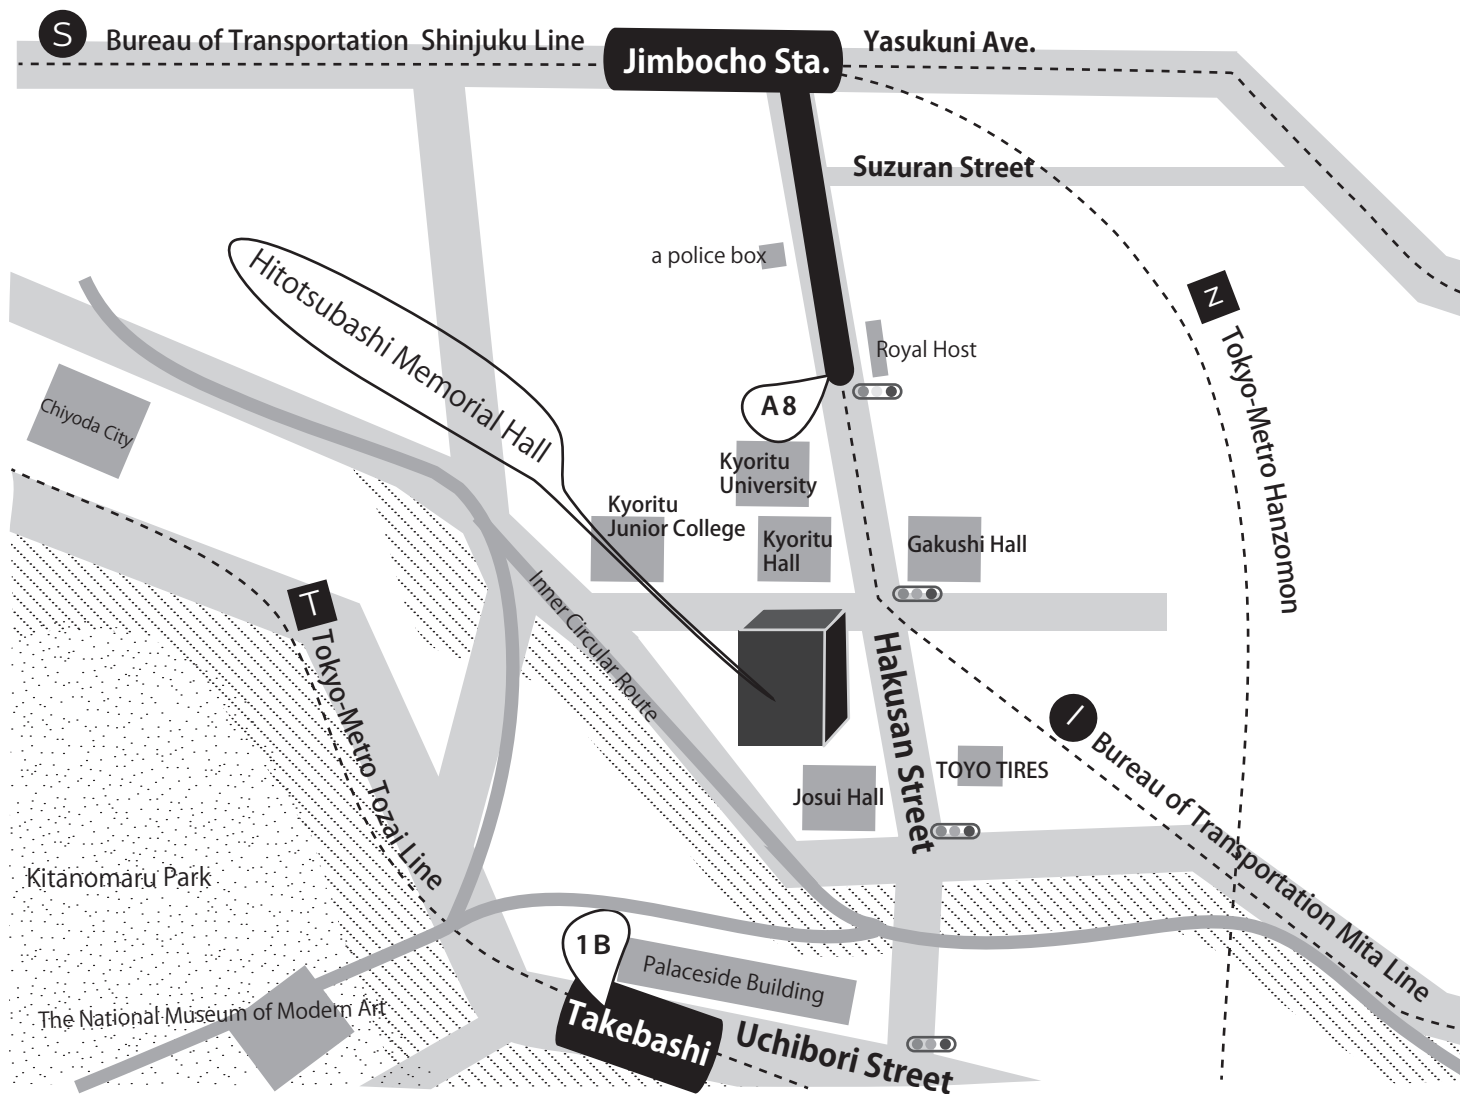 S
Bureau of Transportation Shinjuku Line
Jimbocho Sta.
Yasukuni Ave.
Suzuran Street
a police box
Hitotsubashi Memorial Hall
N
Tokyo-Metro Hanzomon
Royal Host
A8
Chiyoda City
Kyoritu
University
Kyoritu
Junior College
Kyoritu
Hall
Gakushi Hall
Inner Circular Route
T
Tokyo-Metro Tozai Line
Hakusan Street
I
Bureau of Transportation Mita Line
TOYO TIRES
Josui Hall
Kitanomaru Park
1B
Palaceside Building
The National Museum of Modern Art
Takebashi
Uchibori Street